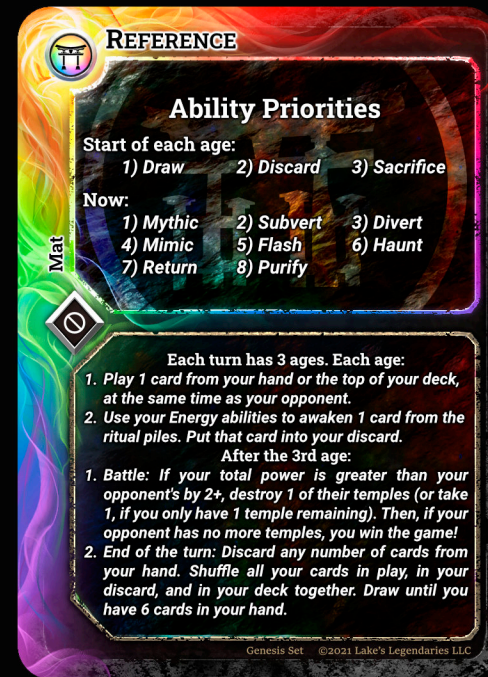 REFERENCE
Ability Priorities
Start of each age:
1) Draw 2) Discard 3) Sacrifice
Now:
1) Mythic 2) Subvert 3) Divert
4) Mimic 5) Flash 6) Haunt
7) Return 8) Purify
Mat
Each turn has 3 ages. Each age:
1. Play 1 card from your hand or the top of your deck,
at the same time as your opponent.
2. Use your Energy abilities to awaken 1 card from the
ritual piles. Put that card into your discard.
After the 3rd age:
1. Battle: If your total power is greater than your
opponent's by 2+, destroy 1 of their temples (or take
1, if you only have 1 temple remaining). Then, if your
opponent has no more temples, you win the game!
2. End of the turn: Discard any number of cards from
your hand. Shuffle all your cards in play, in your
discard, and in your deck together. Draw until you
have 6 cards in your hand.
Genesis Set ©2021 Lake's Legendaries LLC